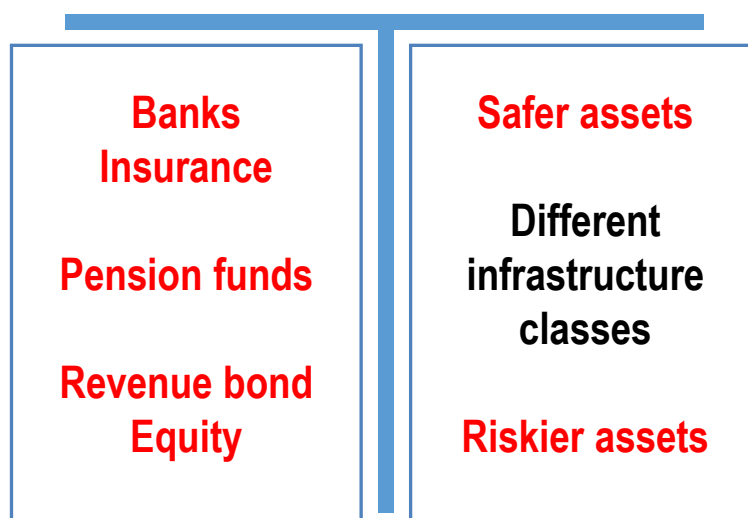 Banks
Insurance
Pension funds
Revenue bond
Equity
Safer assets
Different
infrastructure
classes
Riskier assets